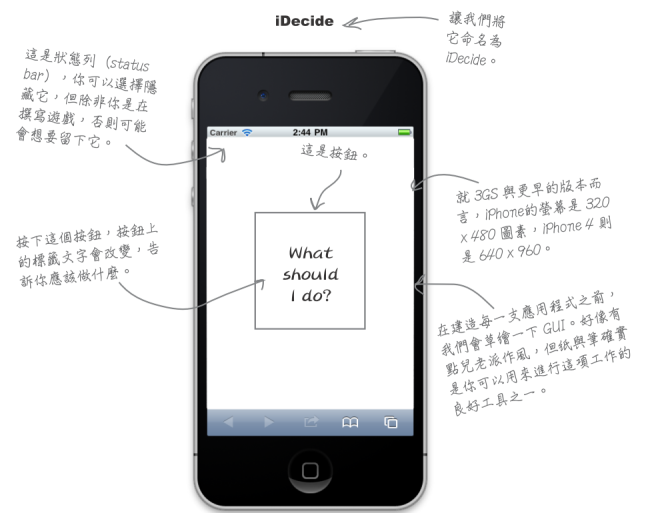 iDecide
讓我們將
它命名為
iDecide。
這是狀態列（status
bar），你可以選擇隱
藏它，但除非你是在
撰寫遊戲，否則可能
會想要留下它。
Carrier 2:44 PM
這是按鈕。
就 3GS 與更早的版本而
言，iPhone的螢幕是 320
x 480 圖素，iPhone 4 則
是 640 x 960。
按下這個按鈕，按鈕上
的標籤文字會改變，告
訴你應該做什麼。
What
should
I do?
在建造每一支應用程式之前，
我們會草繪一下 GUI。好像有
點兒老派作風，但紙與筆確實
是你可以用來進行這項工作的
良好工具之一。